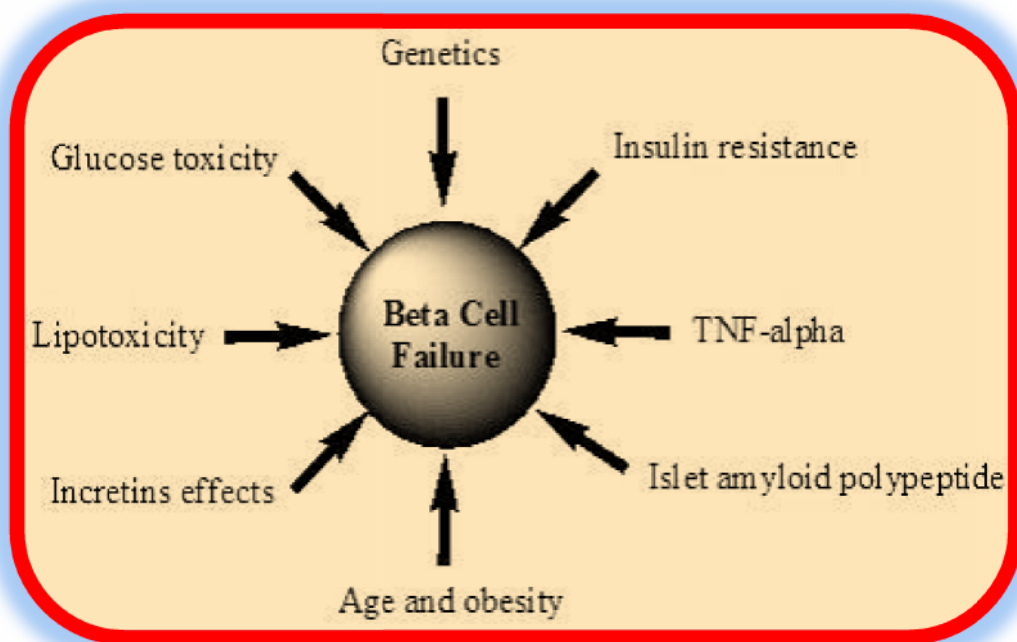 Genetics
Glucose toxicity
Insulin resistance
Lipotoxicity
Beta Cell
Failure
TNF-alpha
Incretins effects
Islet amyloid polypeptide
Age and obesity